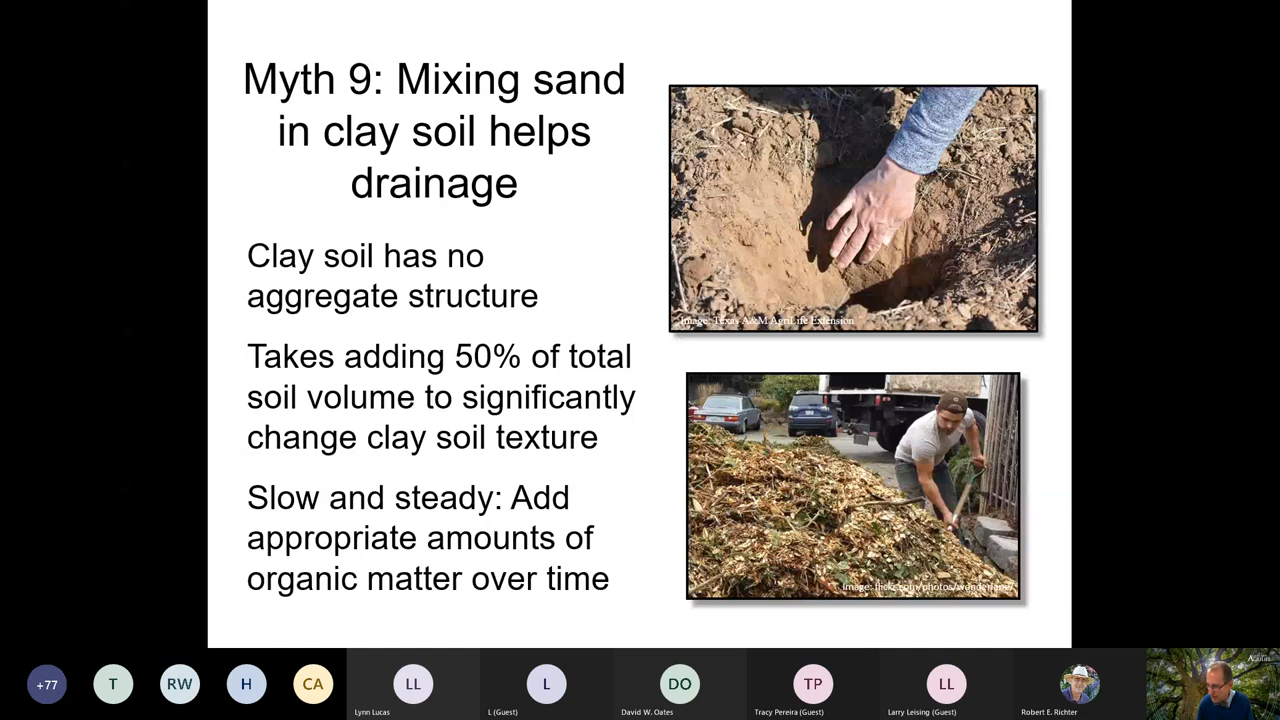 Myth 9: Mixing sand
in clay soil helps
drainage
Clay soil has no
aggregate structure
Takes adding 50% of total
soil volume to significantly
change clay soil texture
Slow and steady: Add
appropriate amounts of
organic matter over time
Image: Texas A&M AgriLife Extension
image: flickr.com/photos/wonderlane/
+77
T
RW
H
CA
LL
L
DO
TP
LL
Lynn Lucas
L (Guest)
David W. Oates
Tracy Pereira (Guest)
Larry Leising (Guest)
Robert E. Richter